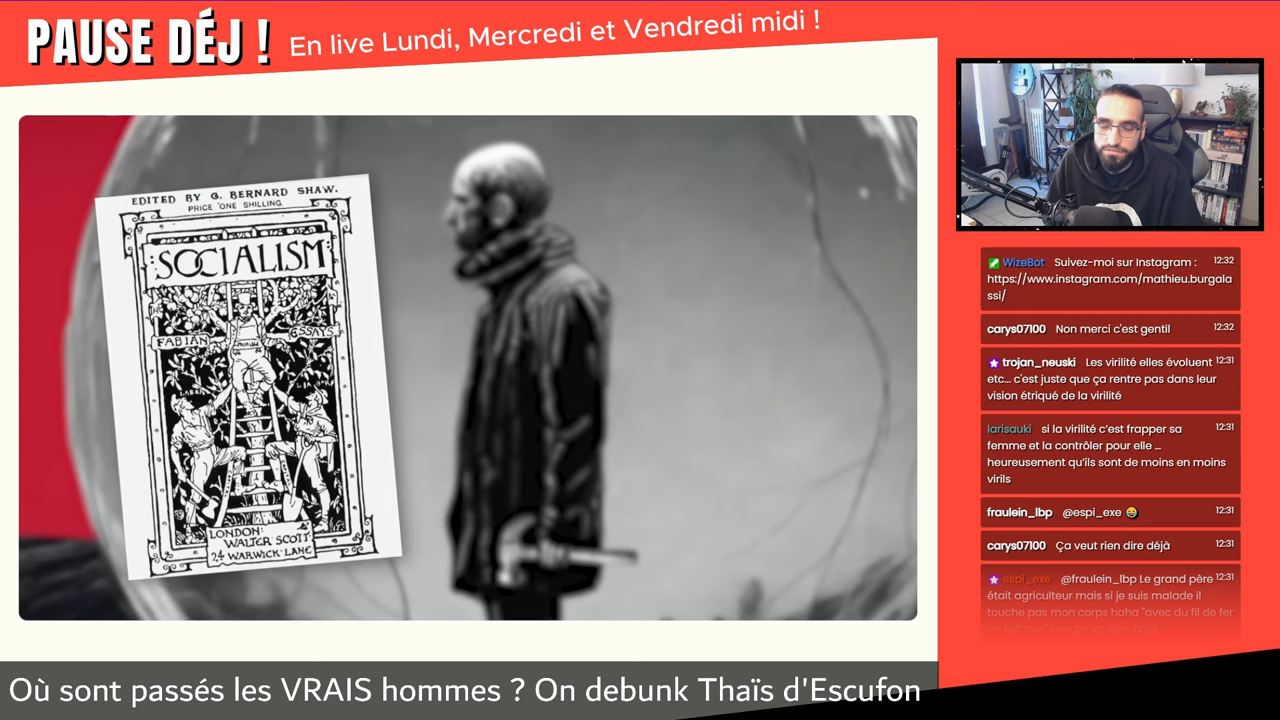 PAUSE DÉJ !
En live Lundi, Mercredi et Vendredi midi !
EDITED BY G. BERNARD SHAW.
PRICE ONE SHILLING.
SOCIALISM
FABIAN
ESSAYS
LONDON:
WALTER SCOTT
24 WARWICK LANE
WizeBot Suivez-moi sur Instagram : 12:32
https://www.instagram.com/mathieu.burgala
ssi/
carys07100 Non merci c'est gentil 12:32
trojan_neuski Les virilité elles évoluent 12:31
etc... c'est juste que ça rentre pas dans leur
vision étriqué de la virilité
larisauki si la virilité c’est frapper sa 12:31
femme et la contrôler pour elle ...
heureusement qu’ils sont de moins en moins
virils
fraulein_lbp @espi_exe 😂 12:31
carys07100 Ça veut rien dire déjà 12:31
espi_exe @fraulein_lbp Le grand père 12:31
était agriculteur mais si je suis malade il
touche pas mon corps haha "avec du fil de fer
Où sont passés les VRAIS hommes ? On debunk Thaïs d'Escufon